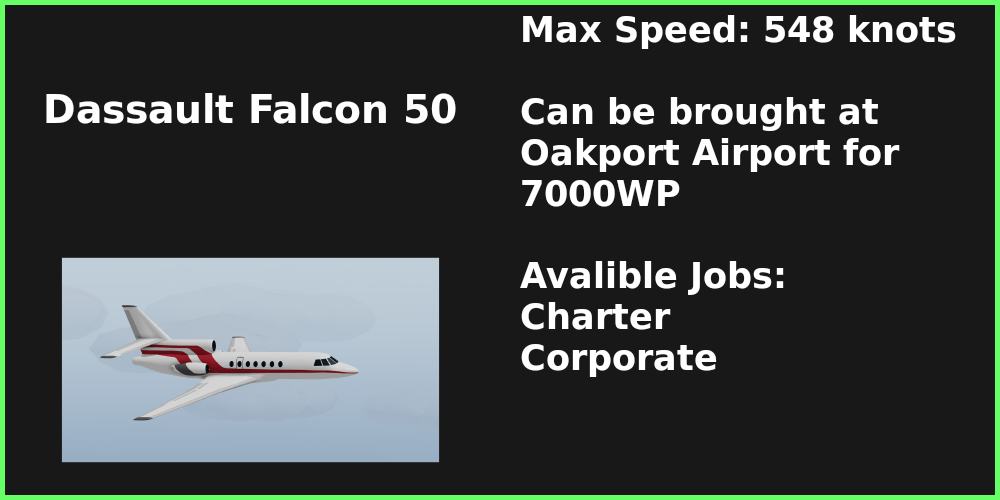 Dassault Falcon 50
Max Speed: 548 knots
Can be brought at
Oakport Airport for
7000WP
Avalible Jobs:
Charter
Corporate